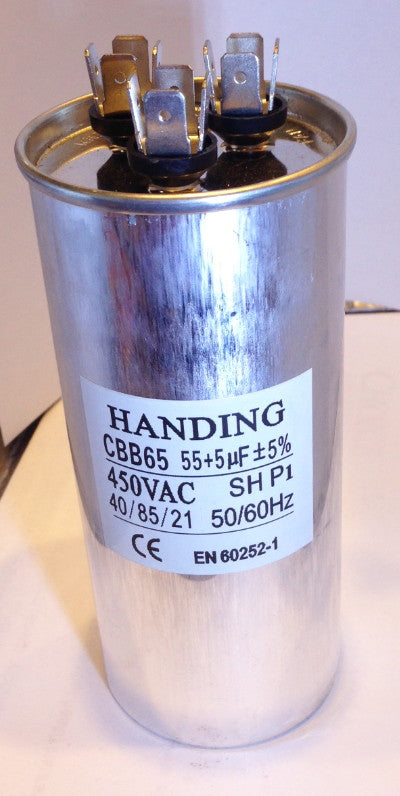 HANDING
CBB65 55+5µF±5%
450VAC SH P1
40/85/21 50/60Hz
CE EN 60252-1